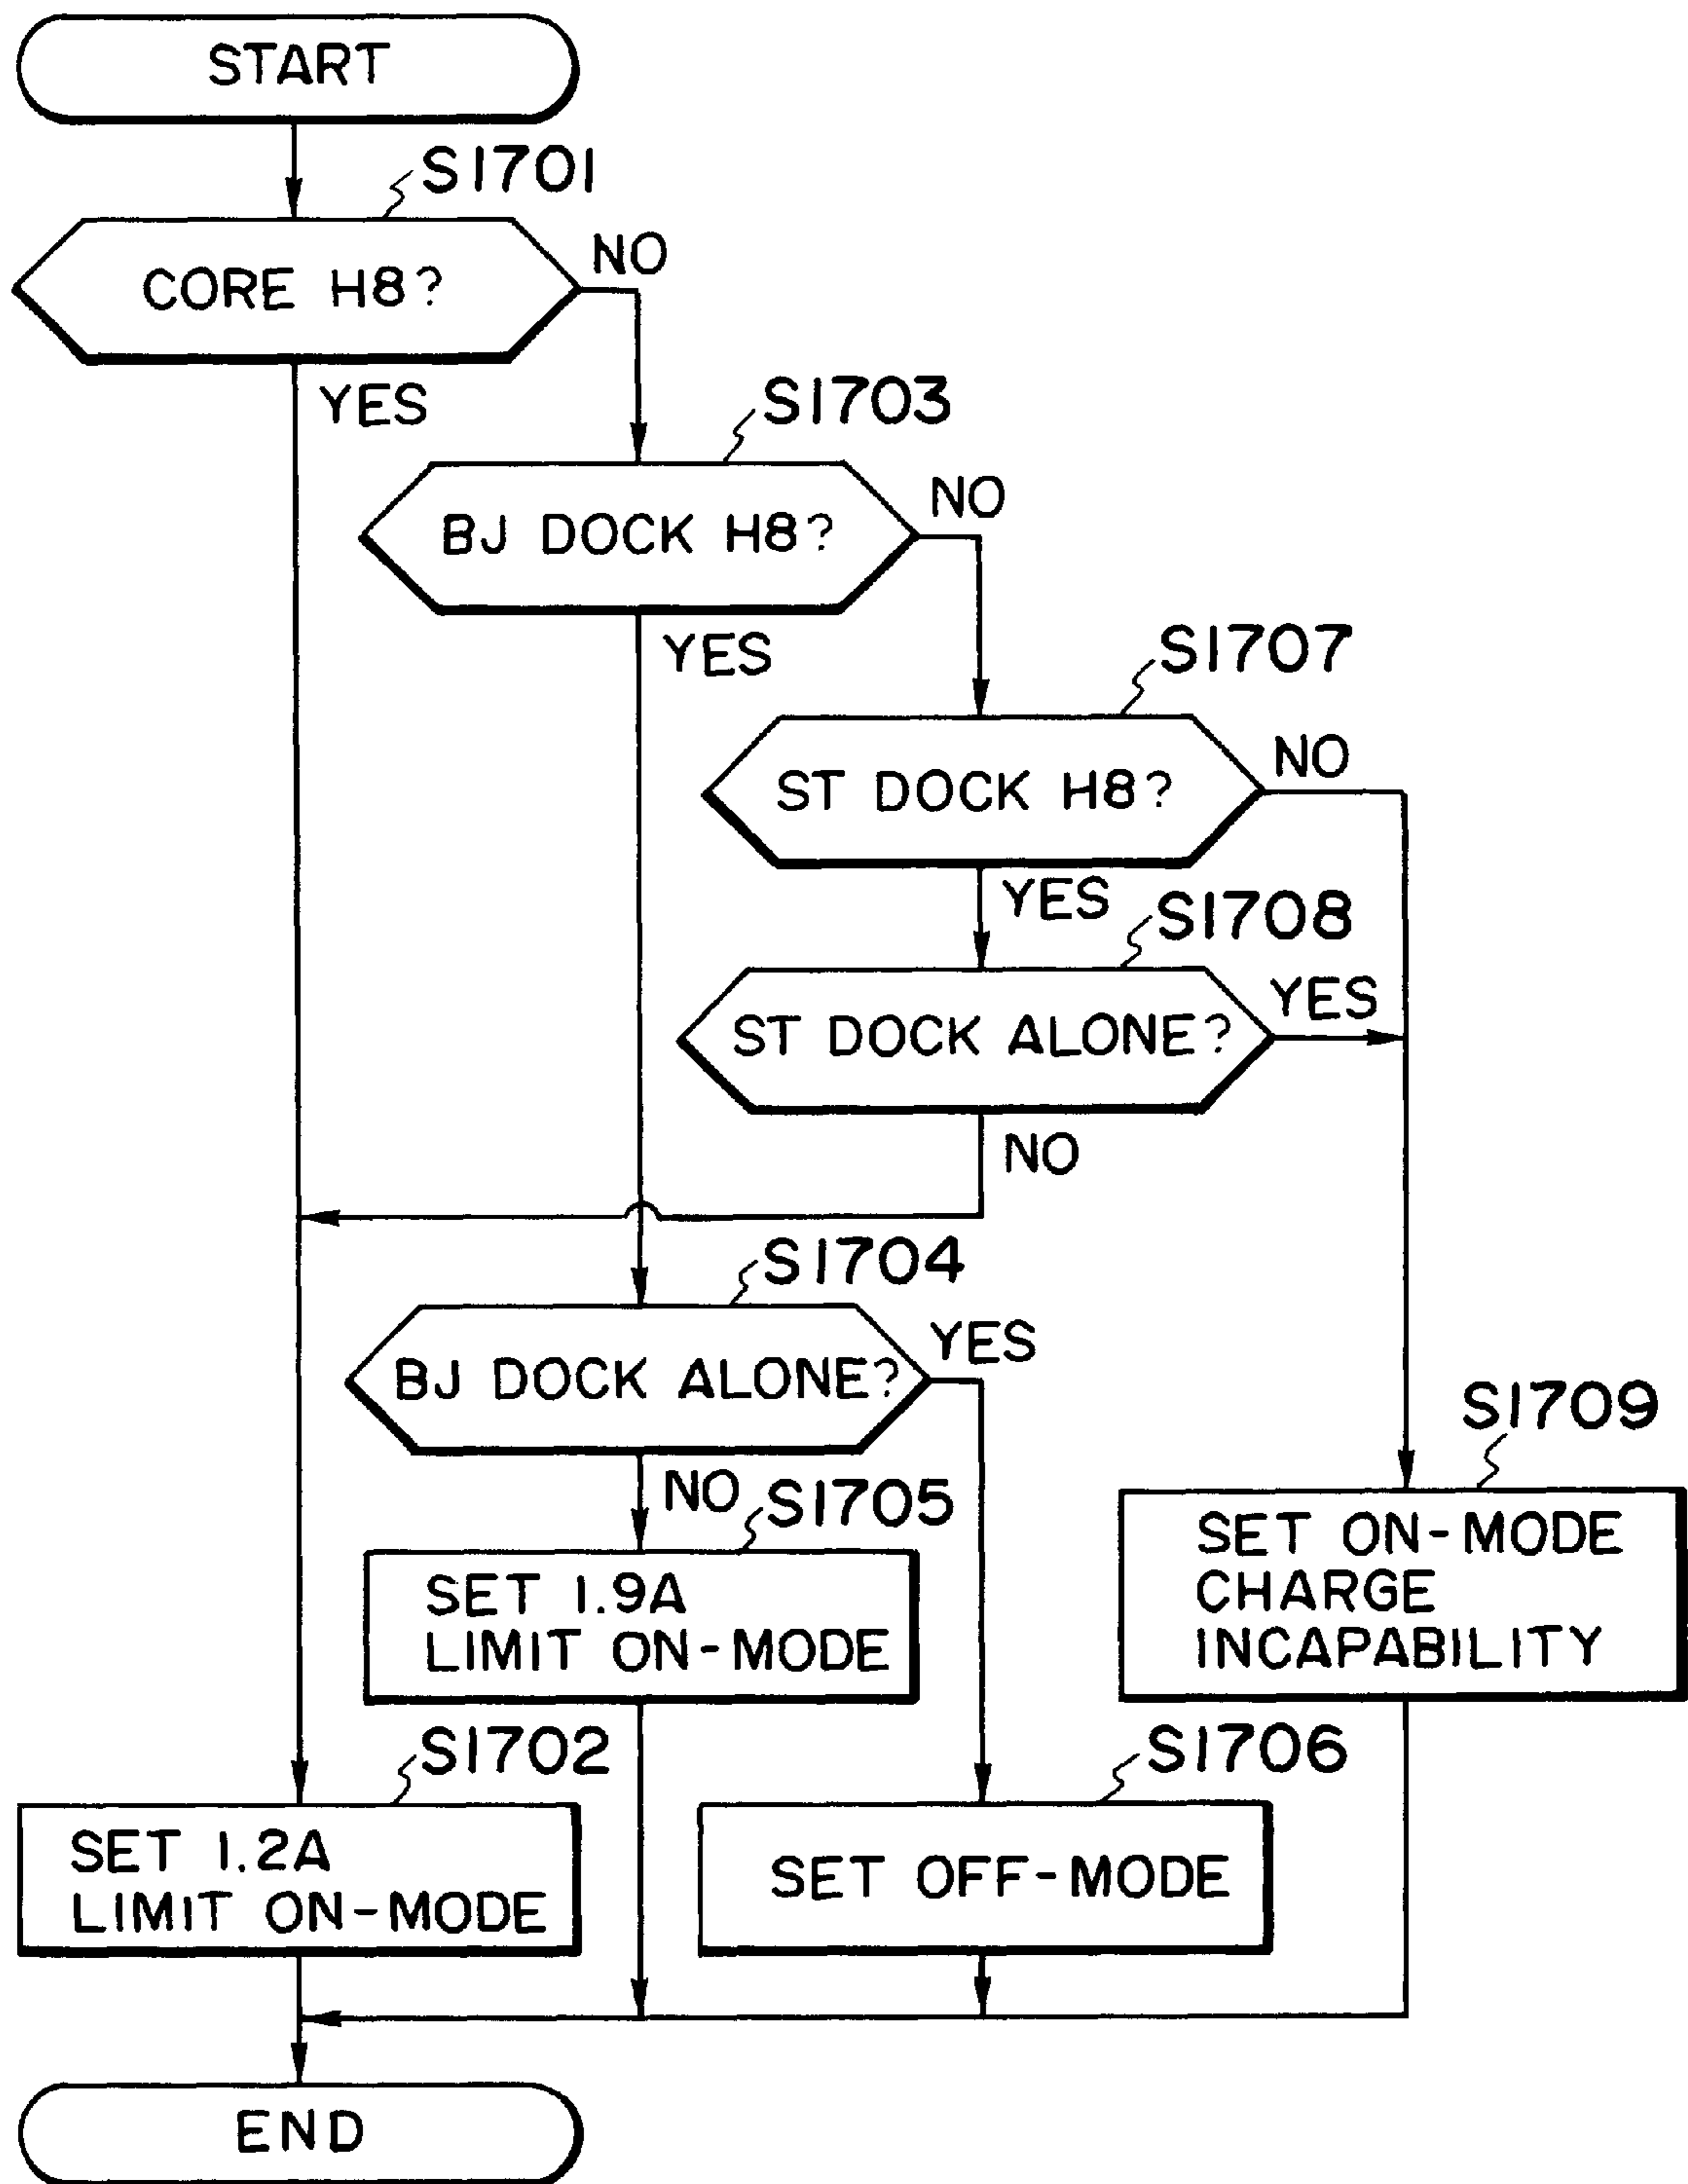 START
S1701
CORE H8?
NO
YES
S1703
BJ DOCK H8?
NO
YES
S1707
ST DOCK H8?
NO
YES
S1708
ST DOCK ALONE?
YES
NO
S1704
BJ DOCK ALONE?
YES
NO
S1705
SET 1.9A
LIMIT ON-MODE
S1709
SET ON-MODE
CHARGE
INCAPABILITY
S1702
SET 1.2A
LIMIT ON-MODE
S1706
SET OFF-MODE
END